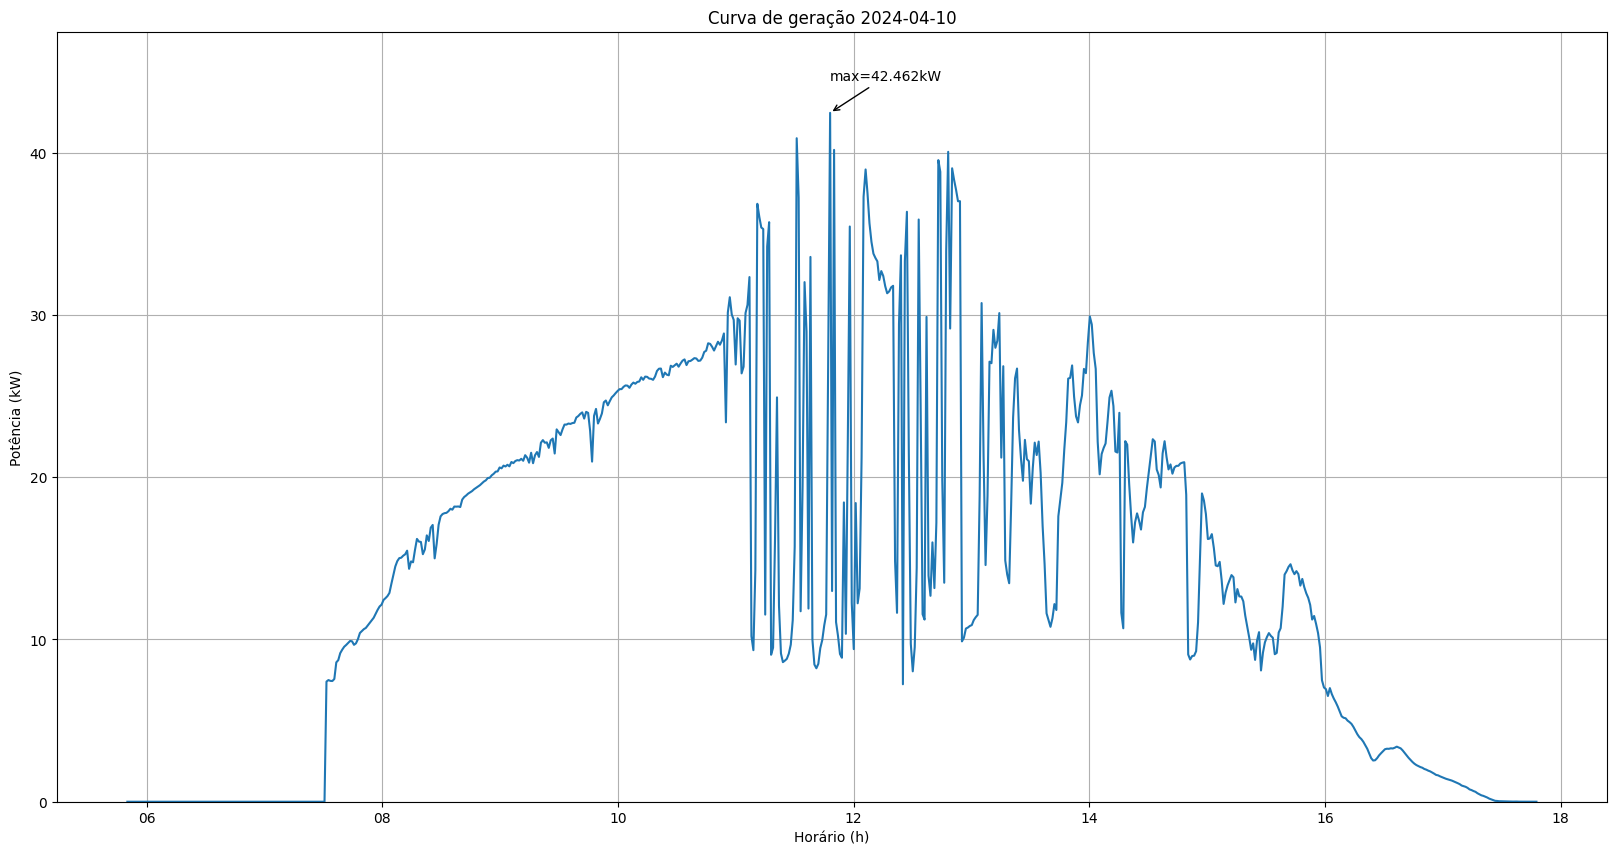 Curva de geração 2024-04-10
max=42.462kW
Potência (kW)
40
30
20
10
0
06 08 10 12 14 16 18
Horário (h)